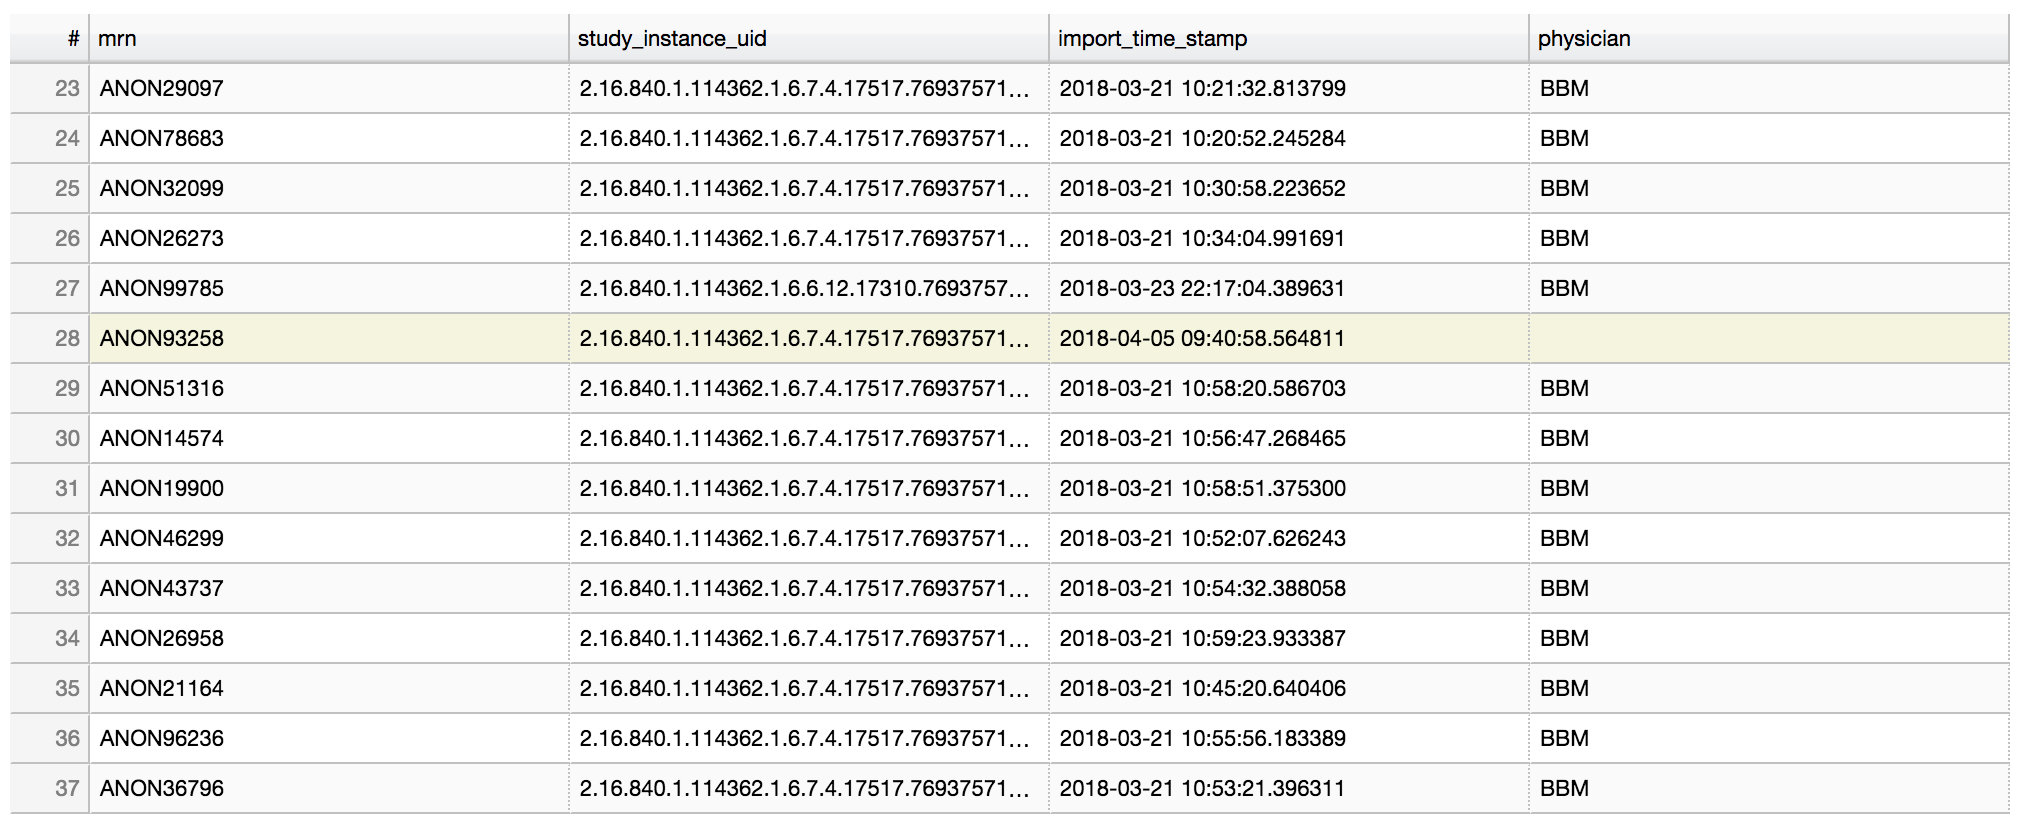 # mrn study_instance_uid import_time_stamp physician
23 ANON29097 2.16.840.1.114362.1.6.7.4.17517.76937571... 2018-03-21 10:21:32.813799 BBM
24 ANON78683 2.16.840.1.114362.1.6.7.4.17517.76937571... 2018-03-21 10:20:52.245284 BBM
25 ANON32099 2.16.840.1.114362.1.6.7.4.17517.76937571... 2018-03-21 10:30:58.223652 BBM
26 ANON26273 2.16.840.1.114362.1.6.7.4.17517.76937571... 2018-03-21 10:34:04.991691 BBM
27 ANON99785 2.16.840.1.114362.1.6.6.12.17310.7693757... 2018-03-23 22:17:04.389631 BBM
28 ANON93258 2.16.840.1.114362.1.6.7.4.17517.76937571... 2018-04-05 09:40:58.564811
29 ANON51316 2.16.840.1.114362.1.6.7.4.17517.76937571... 2018-03-21 10:58:20.586703 BBM
30 ANON14574 2.16.840.1.114362.1.6.7.4.17517.76937571... 2018-03-21 10:56:47.268465 BBM
31 ANON19900 2.16.840.1.114362.1.6.7.4.17517.76937571... 2018-03-21 10:58:51.375300 BBM
32 ANON46299 2.16.840.1.114362.1.6.7.4.17517.76937571... 2018-03-21 10:52:07.626243 BBM
33 ANON43737 2.16.840.1.114362.1.6.7.4.17517.76937571... 2018-03-21 10:54:32.388058 BBM
34 ANON26958 2.16.840.1.114362.1.6.7.4.17517.76937571... 2018-03-21 10:59:23.933387 BBM
35 ANON21164 2.16.840.1.114362.1.6.7.4.17517.76937571... 2018-03-21 10:45:20.640406 BBM
36 ANON96236 2.16.840.1.114362.1.6.7.4.17517.76937571... 2018-03-21 10:55:56.183389 BBM
37 ANON36796 2.16.840.1.114362.1.6.7.4.17517.76937571... 2018-03-21 10:53:21.396311 BBM